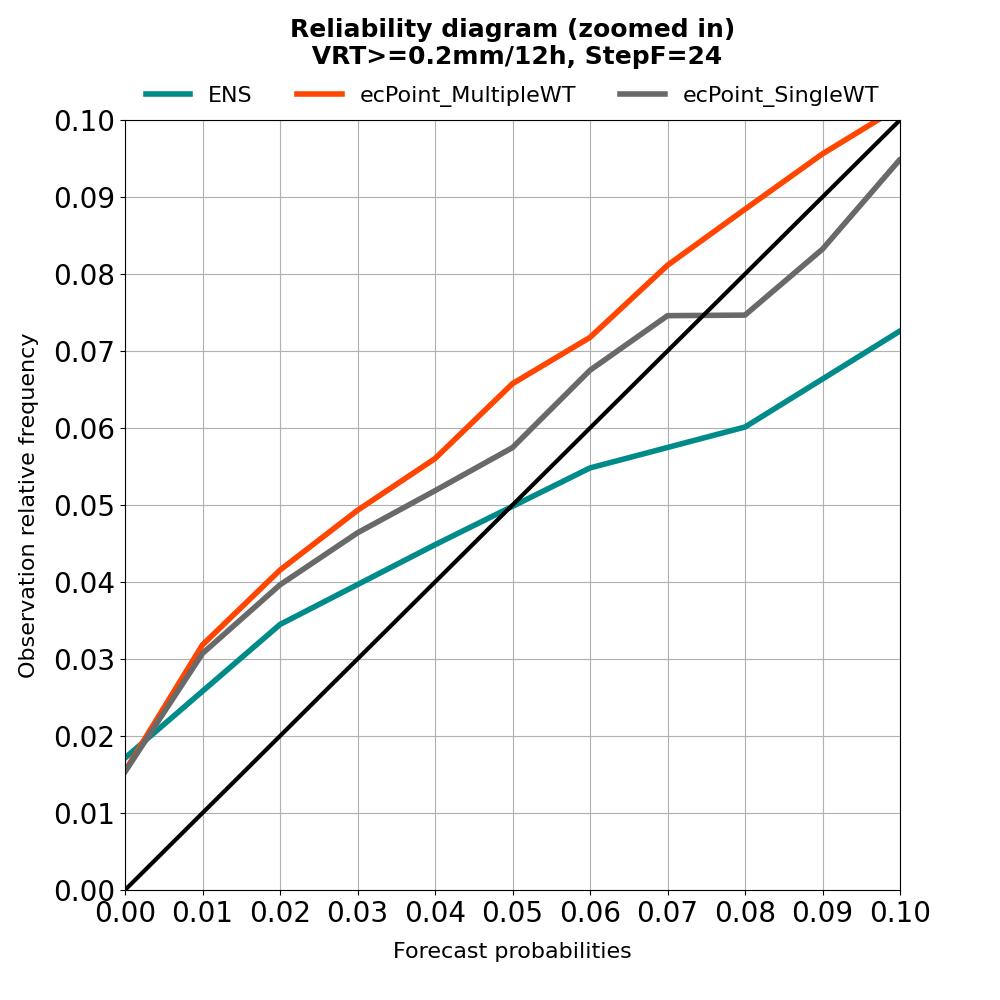 Reliability diagram (zoomed in)
VRT>=0.2mm/12h, StepF=24
ENS ecPoint_MultipleWT ecPoint_SingleWT
0.10
0.09
0.08
0.07
0.06
0.05
0.04
0.03
0.02
0.01
0.00
Observation relative frequency
0.00 0.01 0.02 0.03 0.04 0.05 0.06 0.07 0.08 0.09 0.10
Forecast probabilities